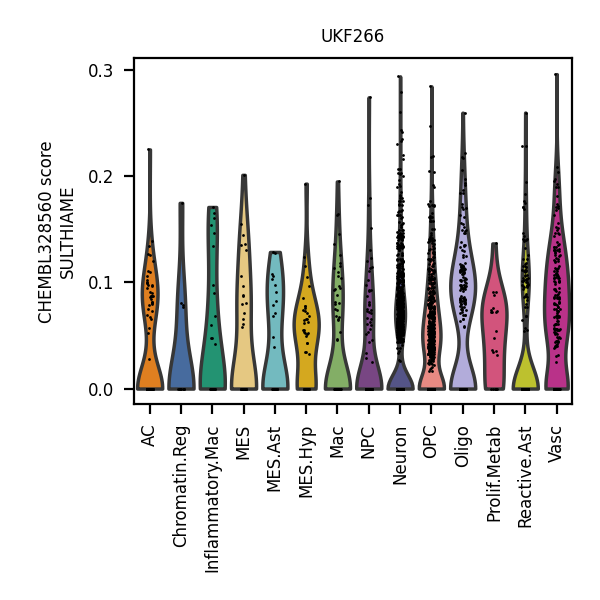 UKF266
CHEMBL328560 score
SULTHIAME
0.3
0.2
0.1
0.0
AC
Chromatin.Reg
Inflammatory.Mac
MES
MES.Ast
MES.Hyp
Mac
NPC
Neuron
OPC
Oligo
Prolif.Metab
Reactive.Ast
Vasc